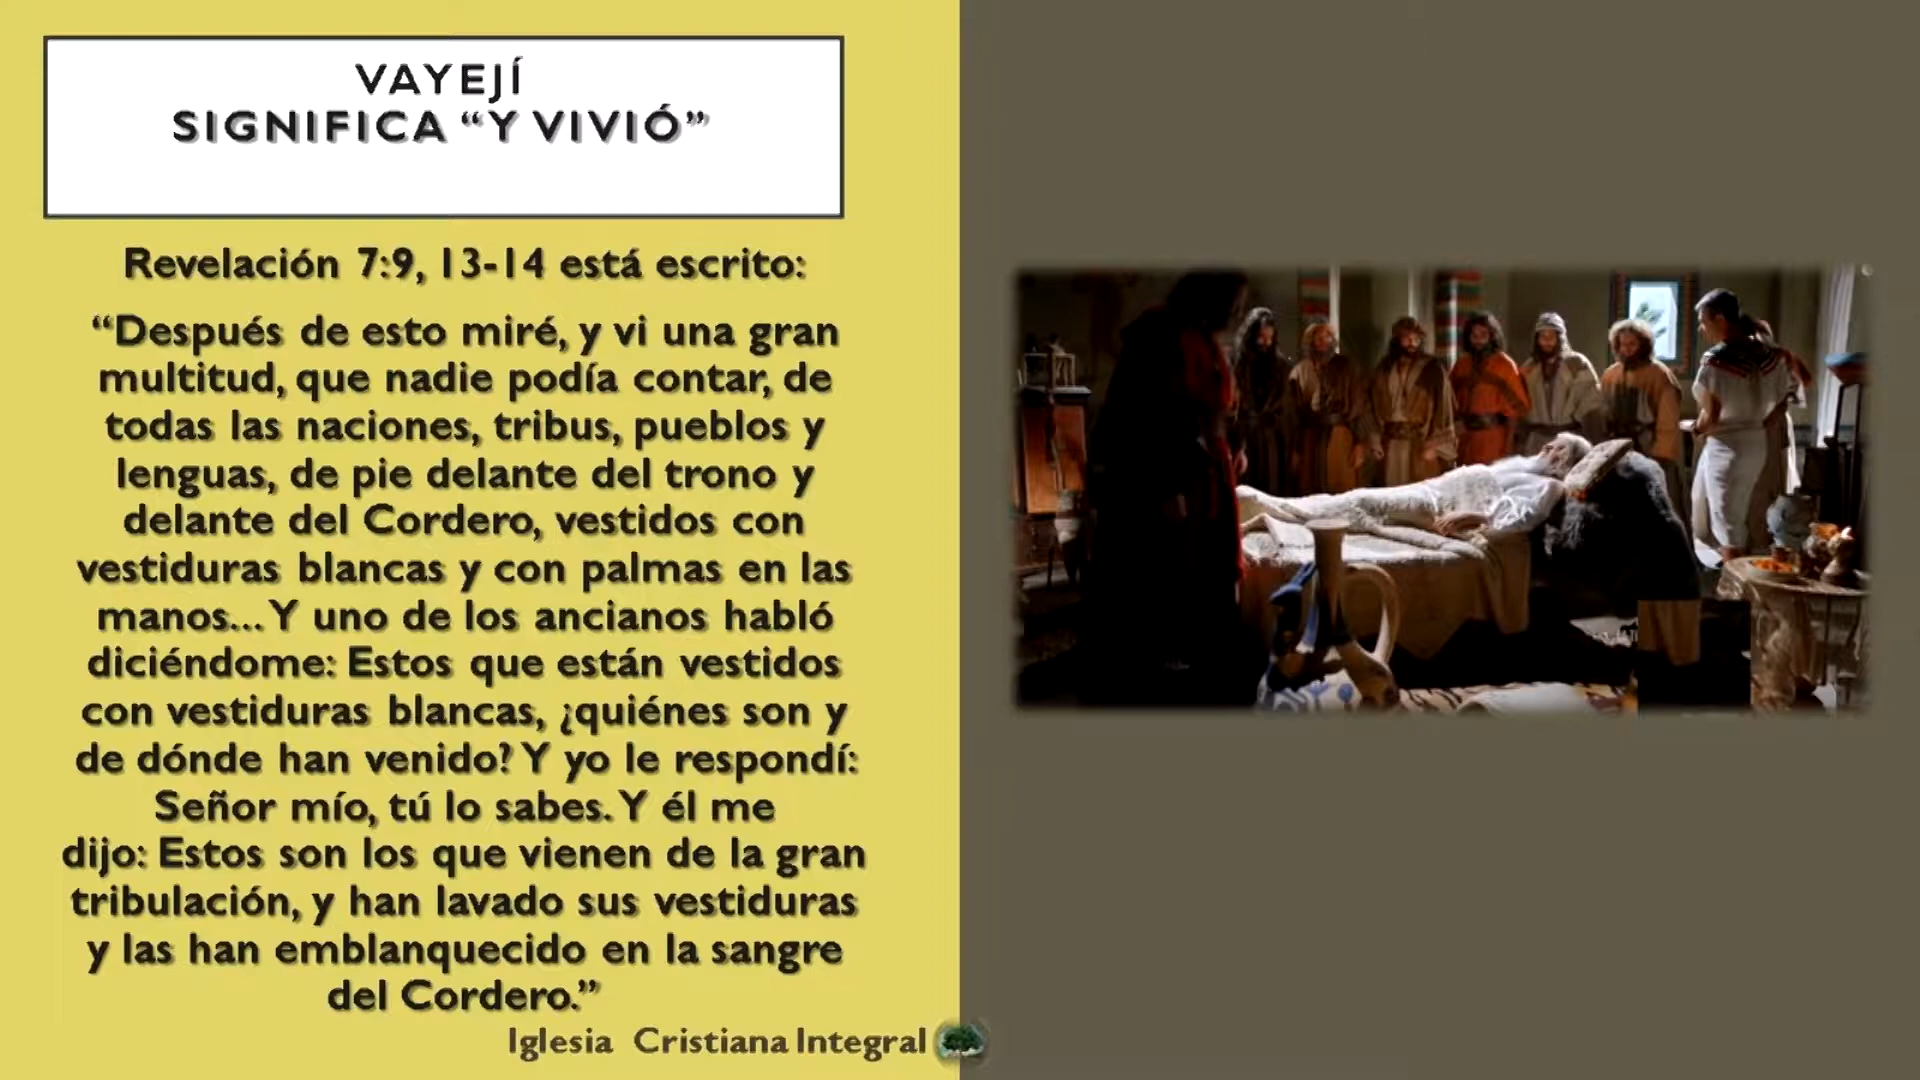 VAYEJÍ
SIGNIFICA “Y VIVIÓ”
Revelación 7:9, 13-14 está escrito:
“Después de esto miré, y vi una gran
multitud, que nadie podía contar, de
todas las naciones, tribus, pueblos y
lenguas, de pie delante del trono y
delante del Cordero, vestidos con
vestiduras blancas y con palmas en las
manos... Y uno de los ancianos habló
diciéndome: Estos que están vestidos
con vestiduras blancas, ¿quiénes son y
de dónde han venido? Y yo le respondí:
Señor mío, tú lo sabes. Y él me
dijo: Estos son los que vienen de la gran
tribulación, y han lavado sus vestiduras
y las han emblanquecido en la sangre
del Cordero.”
Iglesia Cristiana Integral